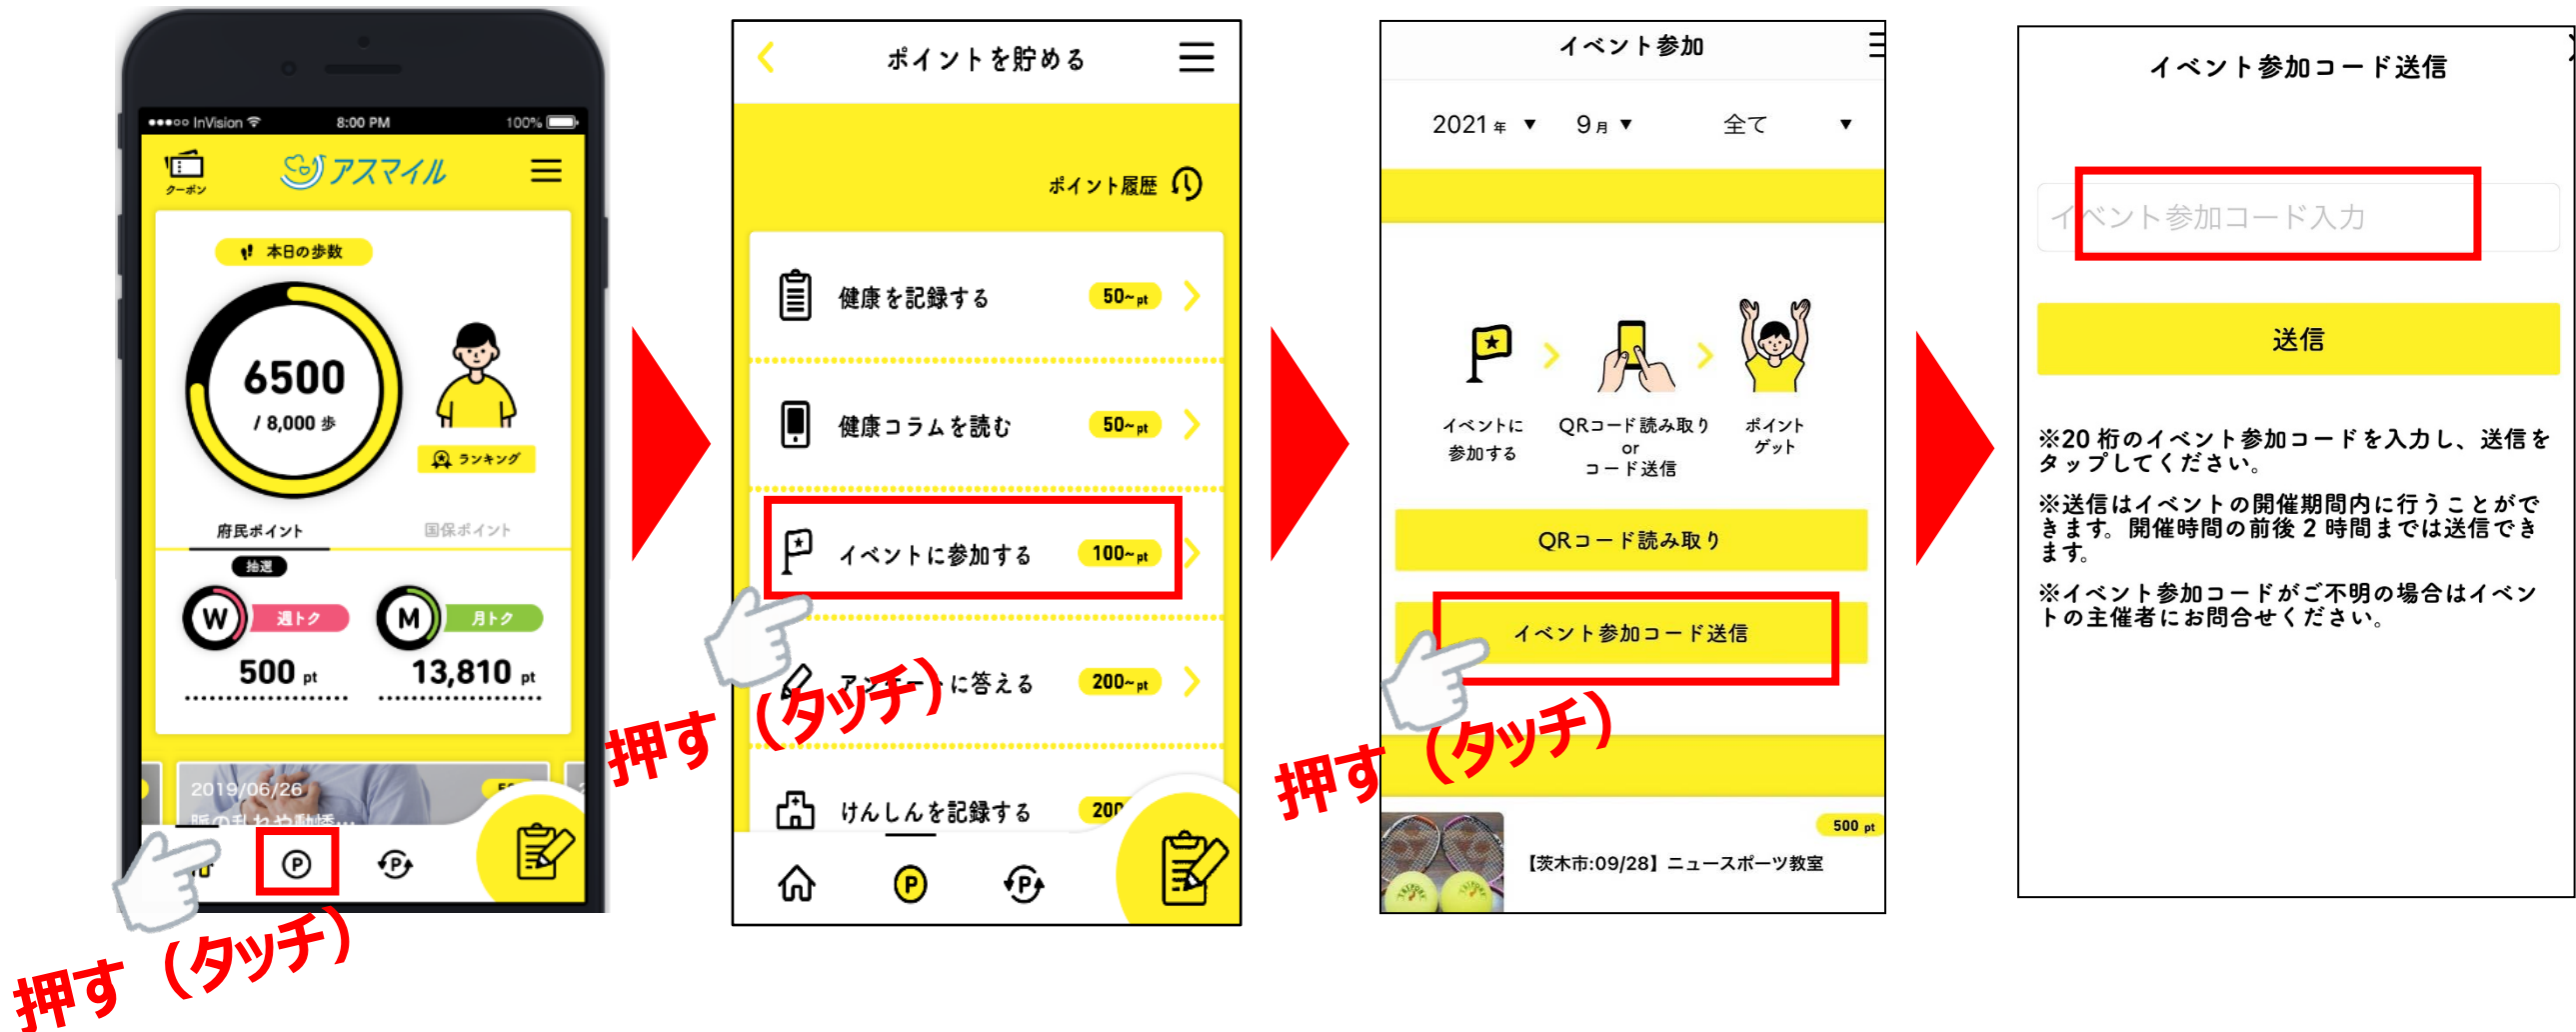 ●●●○○ InVision 8:00 PM 100%
クーポン
アスマイル
本日の歩数
6500
/ 8,000 歩
ランキング
府民ポイント 国保ポイント
抽選
W 週トク M 月トク
500 pt 13,810 pt
2019/06/26
脈の乱れや動悸…
P P
押す（タッチ）
ポイントを貯める
ポイント履歴
健康を記録する 50~pt
健康コラムを読む 50~pt
イベントに参加する 100~pt
アンケートに答える 200~pt
けんしんを記録する 200
P P
押す（タッチ）
イベント参加
2021年 ▼ 9月 ▼ 全て ▼
イベントに
参加する
QRコード読み取り
or
コード送信
ポイント
ゲット
QRコード読み取り
イベント参加コード送信
押す（タッチ）
500 pt
【茨木市:09/28】ニュースポーツ教室
イベント参加コード送信
イベント参加コード入力
送信
※20 桁のイベント参加コードを入力し、送信を
タップしてください。
※送信はイベントの開催期間内に行うことがで
きます。開催時間の前後 2 時間までは送信でき
ます。
※イベント参加コードがご不明の場合はイベン
トの主催者にお問合せください。